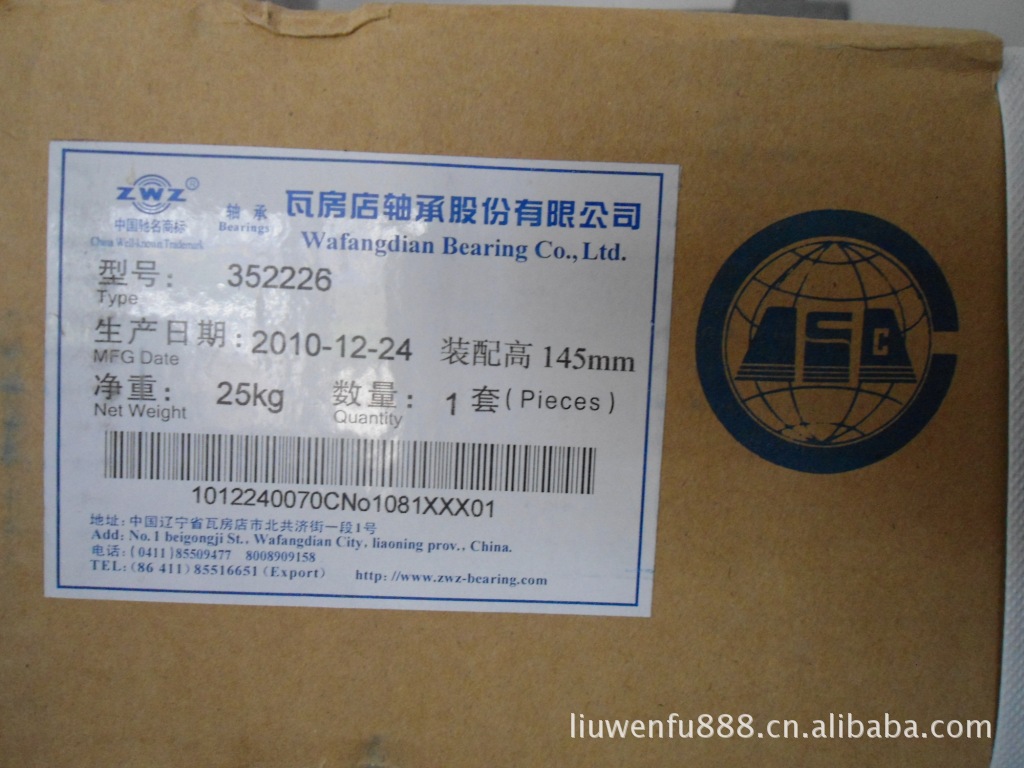 ZWZ®
中国驰名商标
China Well-known Trademark
轴承
Bearings
瓦房店轴承股份有限公司
Wafangdian Bearing Co., Ltd.
型号: 352226
Type
生产日期: 2010-12-24 装配高 145mm
MFG Date
净重: 25kg 数量: 1 套(Pieces)
Net Weight Quantity
1012240070CNo1081XXX01
地址: 中国辽宁省瓦房店市北共济街一段1号
Add: No.1 beigongji St., Wafangdian City, liaoning prov., China.
电话: (0411)85509477 8008909158
TEL: (86 411)85516651 (Export) http: //www.zwz-bearing.com
liuwenfu888.cn.alibaba.com